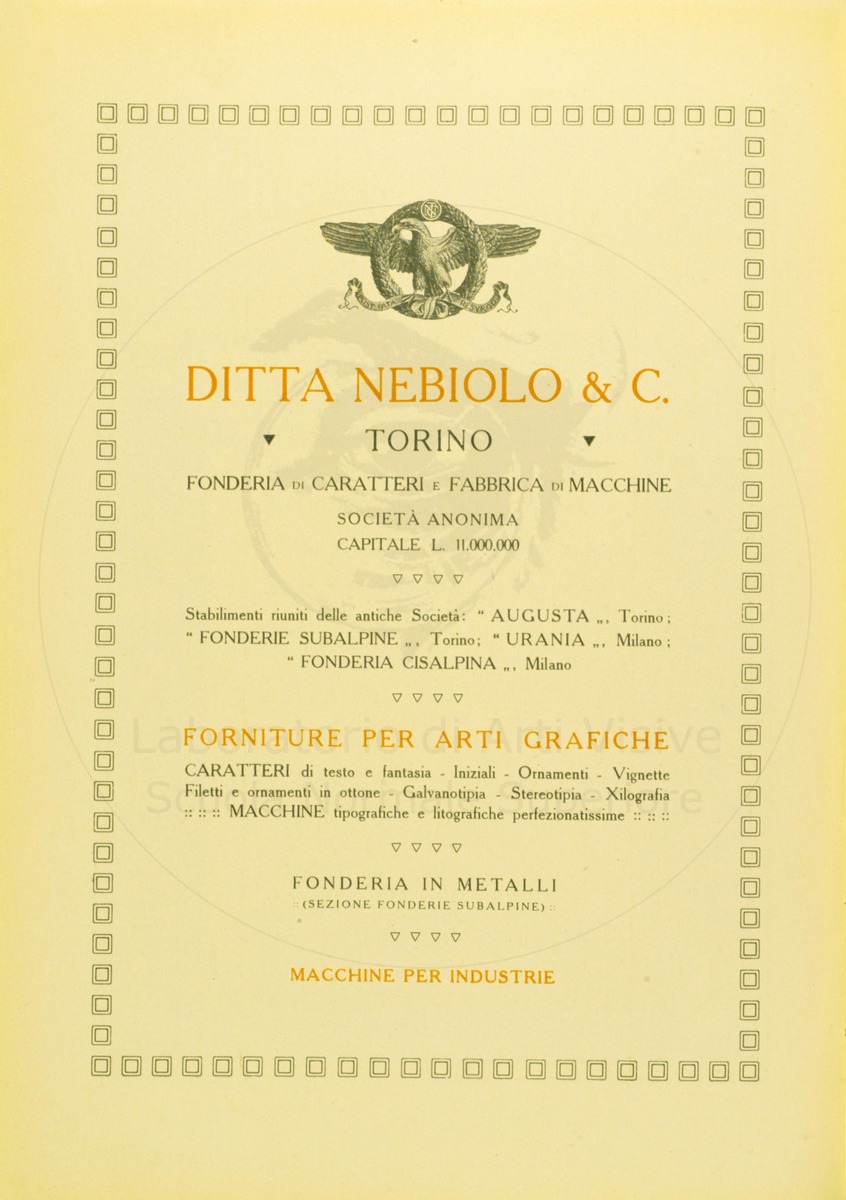 DITTA NEBIOLO & C.
TORINO
FONDERIA DI CARATTERI E FABBRICA DI MACCHINE
SOCIETÀ ANONIMA
CAPITALE L. 11.000.000
Stabilimenti riuniti delle antiche Società: “ AUGUSTA „, Torino ;
“ FONDERIE SUBALPINE „, Torino; “ URANIA „, Milano ;
“ FONDERIA CISALPINA „, Milano
FORNITURE PER ARTI GRAFICHE
CARATTERI di testo e fantasia - Iniziali - Ornamenti - Vignette
Filetti e ornamenti in ottone - Galvanotipia - Stereotipia - Xilografia
:: :: :: MACCHINE tipografiche e litografiche perfezionatissime :: :: ::
FONDERIA IN METALLI
:: (SEZIONE FONDERIE SUBALPINE) ::
MACCHINE PER INDUSTRIE